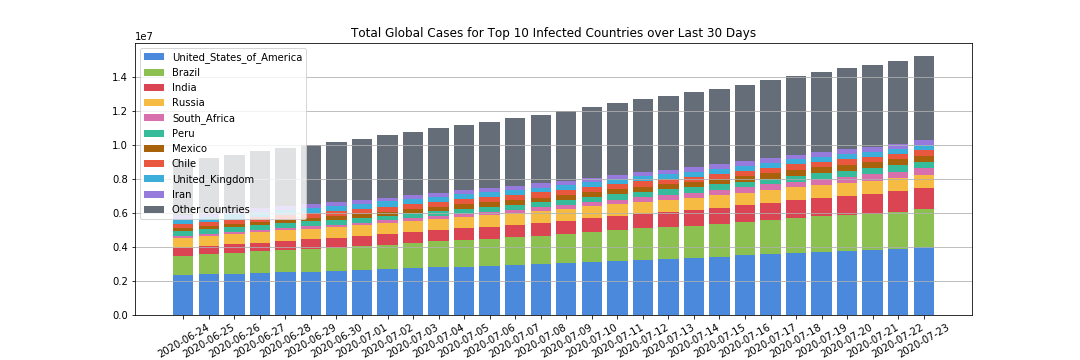 Total Global Cases for Top 10 Infected Countries over Last 30 Days
1e7
1.4
1.2
1.0
0.8
0.6
0.4
0.2
0.0
United_States_of_America
Brazil
India
Russia
South_Africa
Peru
Mexico
Chile
United_Kingdom
Iran
Other countries
2020-06-24
2020-06-25
2020-06-26
2020-06-27
2020-06-28
2020-06-29
2020-06-30
2020-07-01
2020-07-02
2020-07-03
2020-07-04
2020-07-05
2020-07-06
2020-07-07
2020-07-08
2020-07-09
2020-07-10
2020-07-11
2020-07-12
2020-07-13
2020-07-14
2020-07-15
2020-07-16
2020-07-17
2020-07-18
2020-07-19
2020-07-20
2020-07-21
2020-07-22
2020-07-23